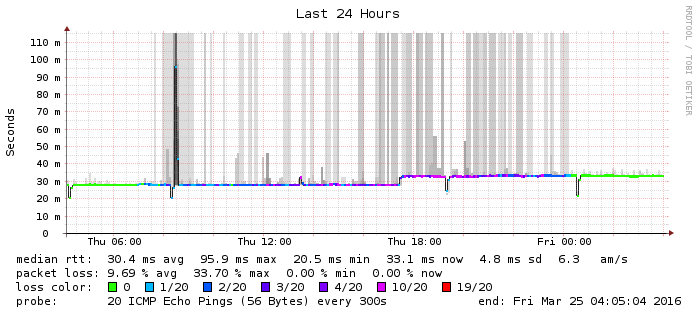 Last 24 Hours
RRDTOOL / TOBI OETIKER
Seconds
110 m
100 m
90 m
80 m
70 m
60 m
50 m
40 m
30 m
20 m
10 m
0
Thu 06:00 Thu 12:00 Thu 18:00 Fri 00:00
median rtt: 30.4 ms avg 95.9 ms max 20.5 ms min 33.1 ms now 4.8 ms sd 6.3 am/s
packet loss: 9.69 % avg 33.70 % max 0.00 % min 0.00 % now
loss color: 0 1/20 2/20 3/20 4/20 10/20 19/20
probe: 20 ICMP Echo Pings (56 Bytes) every 300s end: Fri Mar 25 04:05:04 2016